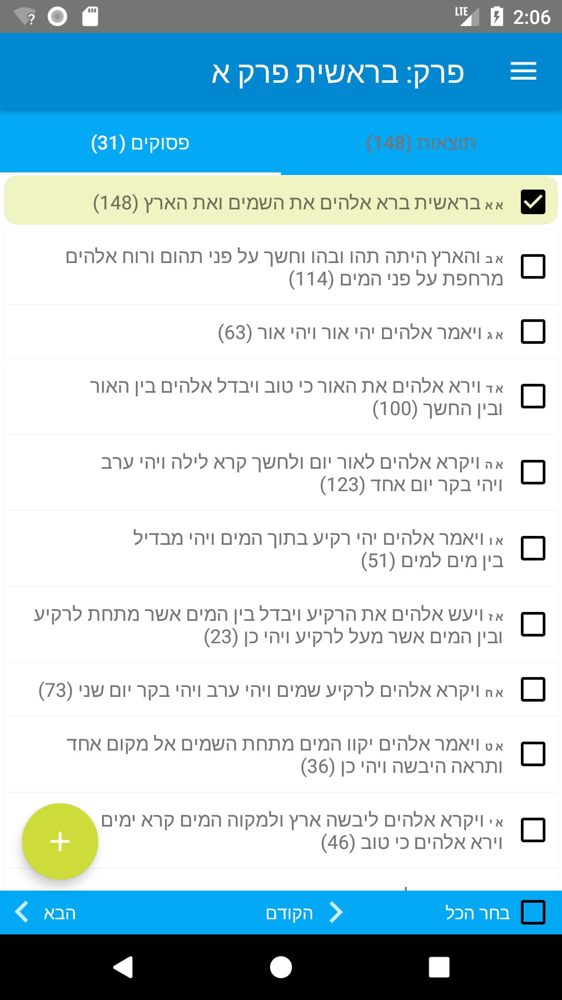 LTE 2:06
פרק: בראשית פרק א
תוצאות (148)
פסוקים (31)
א א בראשית ברא אלהים את השמים ואת הארץ (148)
א ב והארץ היתה תהו ובהו וחשך על פני תהום ורוח אלהים
מרחפת על פני המים (114)
א ג ויאמר אלהים יהי אור ויהי אור (63)
א ד וירא אלהים את האור כי טוב ויבדל אלהים בין האור
ובין החשך (100)
א ה ויקרא אלהים לאור יום ולחשך קרא לילה ויהי ערב
ויהי בקר יום אחד (123)
א ו ויאמר אלהים יהי רקיע בתוך המים ויהי מבדיל
בין מים למים (51)
א ז ויעש אלהים את הרקיע ויבדל בין המים אשר מתחת לרקיע
ובין המים אשר מעל לרקיע ויהי כן (23)
א ח ויקרא אלהים לרקיע שמים ויהי ערב ויהי בקר יום שני (73)
א ט ויאמר אלהים יקוו המים מתחת השמים אל מקום אחד
ותראה היבשה ויהי כן (36)
א י ויקרא אלהים ליבשה ארץ ולמקוה המים קרא ימים
וירא אלהים כי טוב (46)
בחר הכל
הקודם
הבא